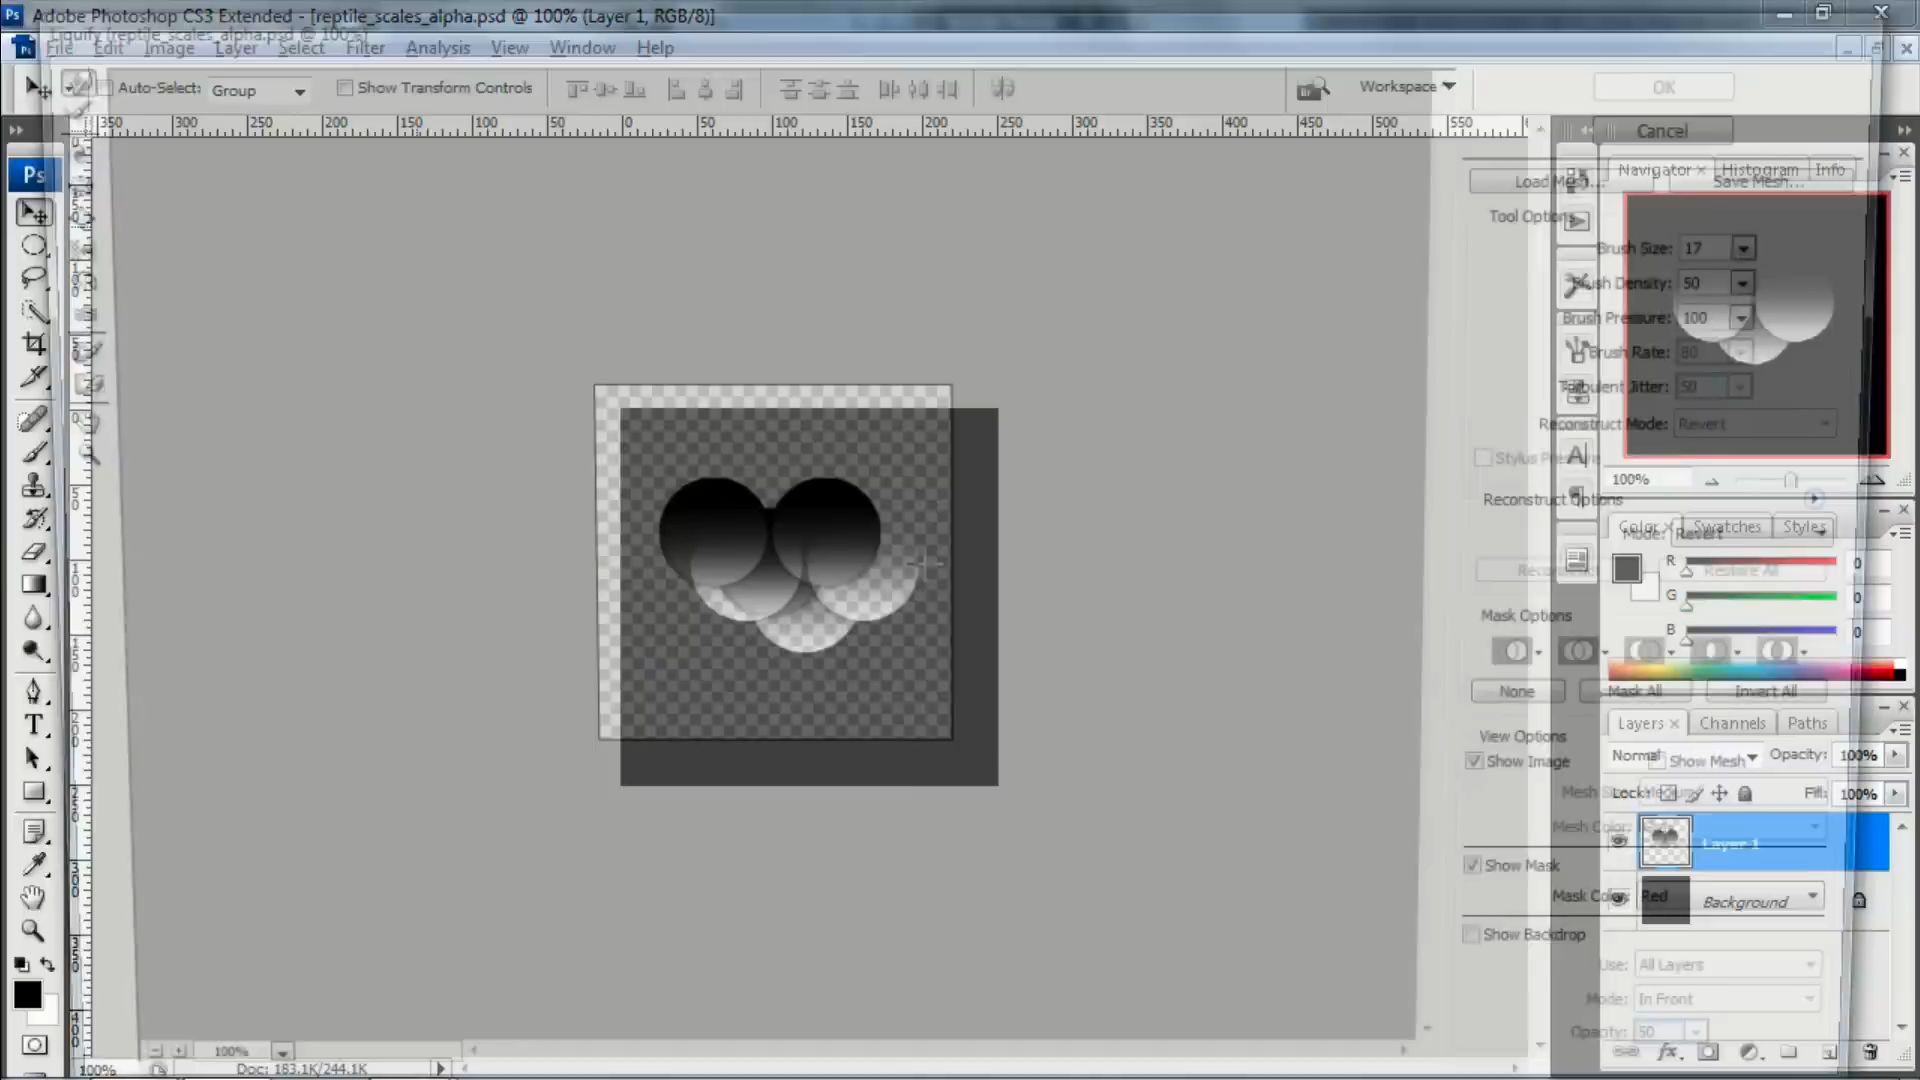 Adobe Photoshop CS3 Extended - [reptile_scales_alpha.psd @ 100% (Layer 1, RGB/8)]
Liquify (reptile_scales_alpha.psd @ 100%)
File Edit Image Layer Select Filter Analysis View Window Help
Auto-Select: Group Show Transform Controls Workspace OK
350 300 250 200 150 100 50 0 50 100 150 200 250 300 350 400 450 500 550
Cancel
Ps
Navigator Histogram Info
Load Mesh... Save Mesh...
Tool Options
Brush Size: 17
Brush Density: 50
Brush Pressure: 100
Brush Rate: 80
Turbulent Jitter: 50
Reconstruct Mode: Revert
Stylus Pressure
100%
Reconstruct Options
Color Swatches Styles
Mode: Revert
R 0
Restore All
G 0
Mask Options
B 0
None Mask All Invert All
Layers Channels Paths
View Options
Normal Opacity: 100%
Show Image Show Mesh
Lock: Fill: 100%
Mesh Color:
Layer 1
Show Mask
Mask Color: Red
Background
Show Backdrop
Use: All Layers
Mode: In Front
Opacity: 50
100%
100% Doc: 183.1K/244.1K